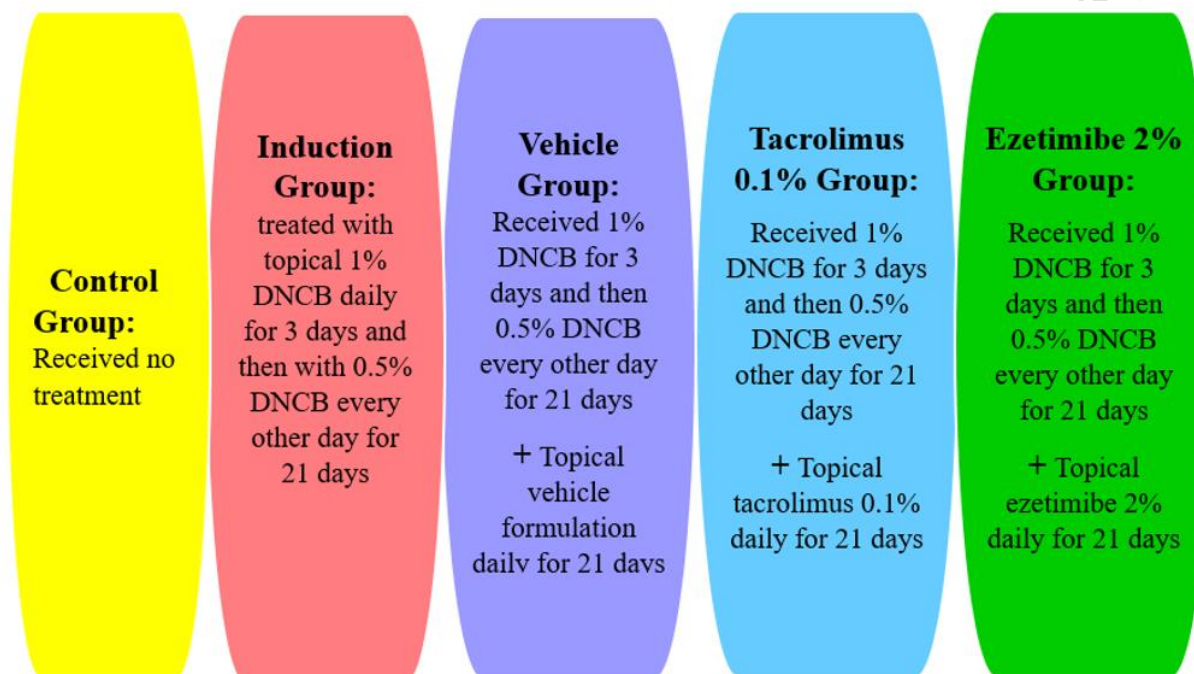 Control
Group:
Received no
treatment
Induction
Group:
treated with
topical 1%
DNCB daily
for 3 days and
then with 0.5%
DNCB every
other day for
21 days
Vehicle
Group:
Received 1%
DNCB for 3
days and then
0.5% DNCB
every other day
for 21 days
+ Topical
vehicle
formulation
daily for 21 days
Tacrolimus
0.1% Group:
Received 1%
DNCB for 3 days
and then 0.5%
DNCB every
other day for 21
days
+ Topical
tacrolimus 0.1%
daily for 21 days
Ezetimibe 2%
Group:
Received 1%
DNCB for 3
days and then
0.5% DNCB
every other day
for 21 days
+ Topical
ezetimibe 2%
daily for 21 days